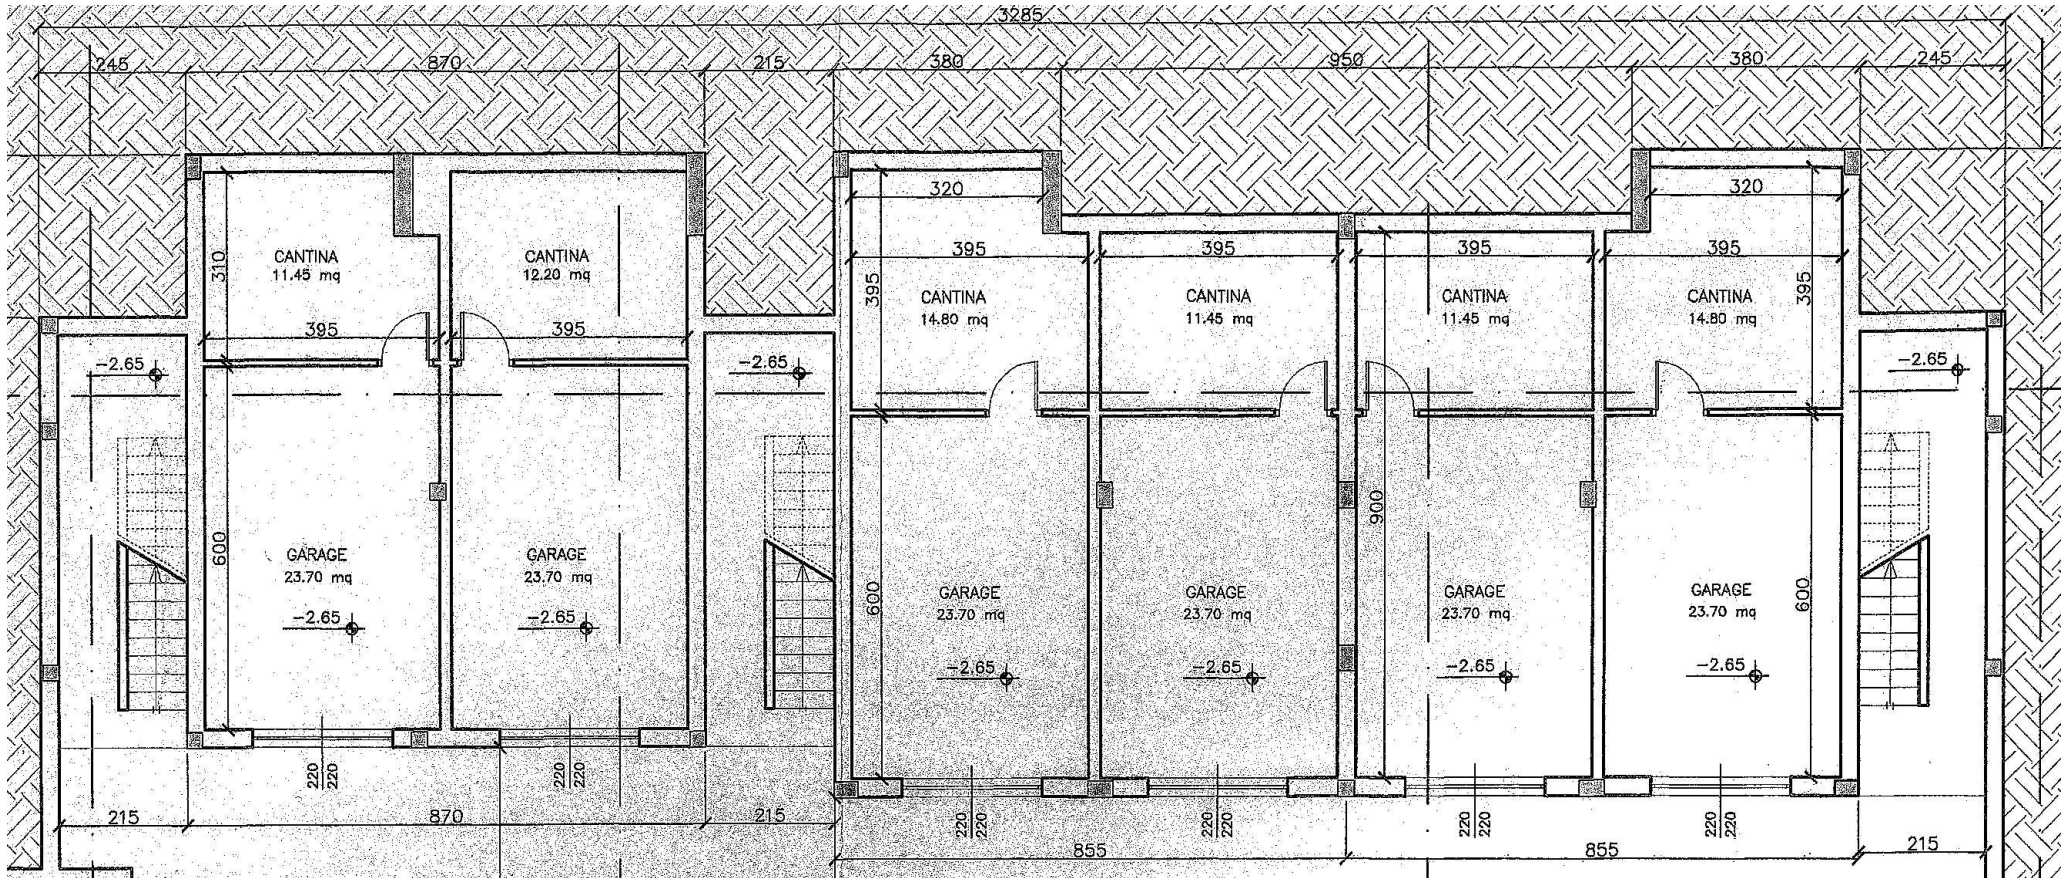 3285
245 870 215 380 950 380 245
320 320
CANTINA
11.45 mq
CANTINA
12.20 mq
310
395 395 395 395
395 395
CANTINA
14.80 mq
CANTINA
11.45 mq
CANTINA
11.45 mq
CANTINA
14.80 mq
395 395
-2.65 -2.65 -2.65
600
900
GARAGE
23.70 mq
GARAGE
23.70 mq
-2.65 -2.65
600 600
GARAGE
23.70 mq
GARAGE
23.70 mq
GARAGE
23.70 mq
GARAGE
23.70 mq
-2.65 -2.65 -2.65 -2.65
220
220
220
220
220
220
220
220
220
220
220
220
215 870 215
855 855 215